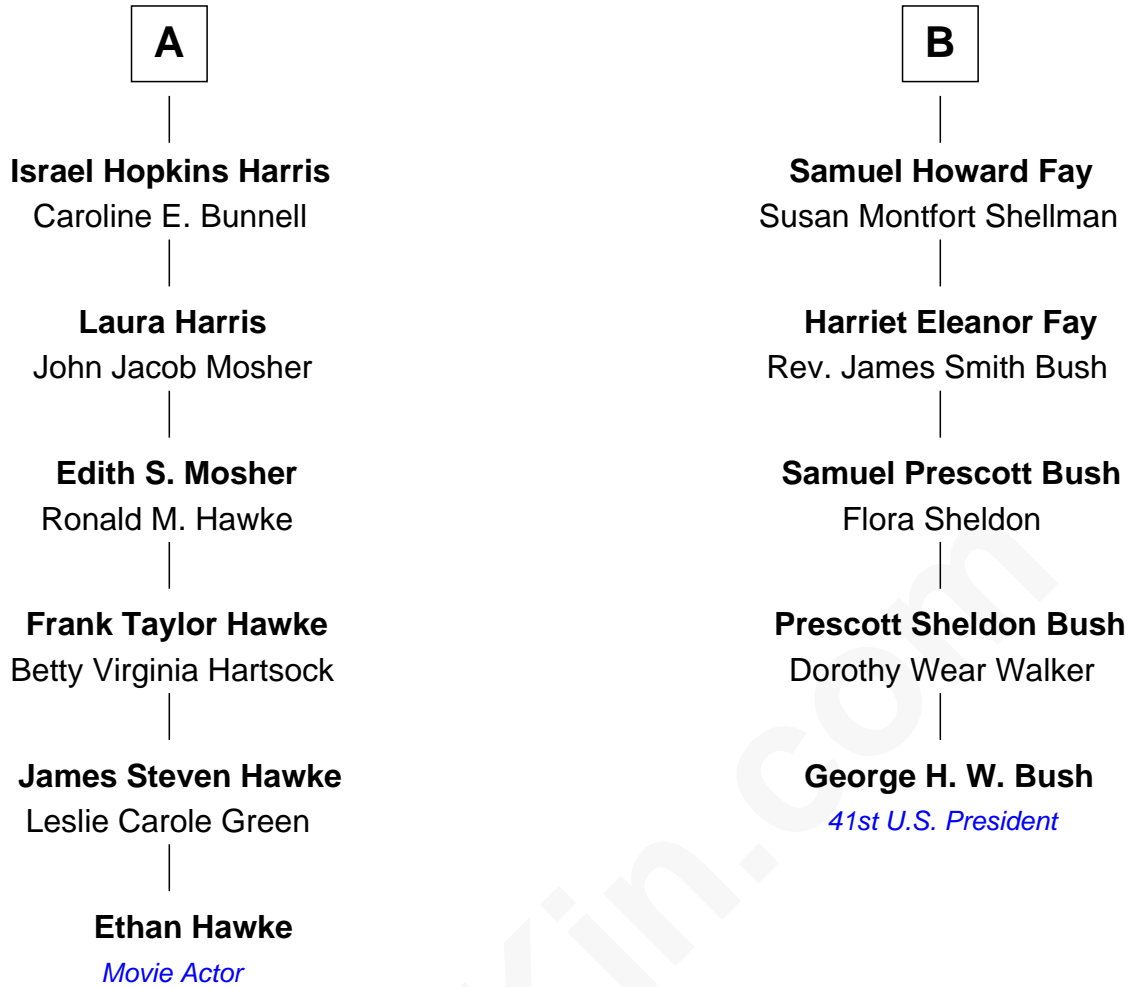 A
Israel Hopkins Harris
Caroline E. Bunnell
Laura Harris
John Jacob Mosher
Edith S. Mosher
Ronald M. Hawke
Frank Taylor Hawke
Betty Virginia Hartsock
James Steven Hawke
Leslie Carole Green
Ethan Hawke
Movie Actor
B
Samuel Howard Fay
Susan Montfort Shellman
Harriet Eleanor Fay
Rev. James Smith Bush
Samuel Prescott Bush
Flora Sheldon
Prescott Sheldon Bush
Dorothy Wear Walker
George H. W. Bush
41st U.S. President